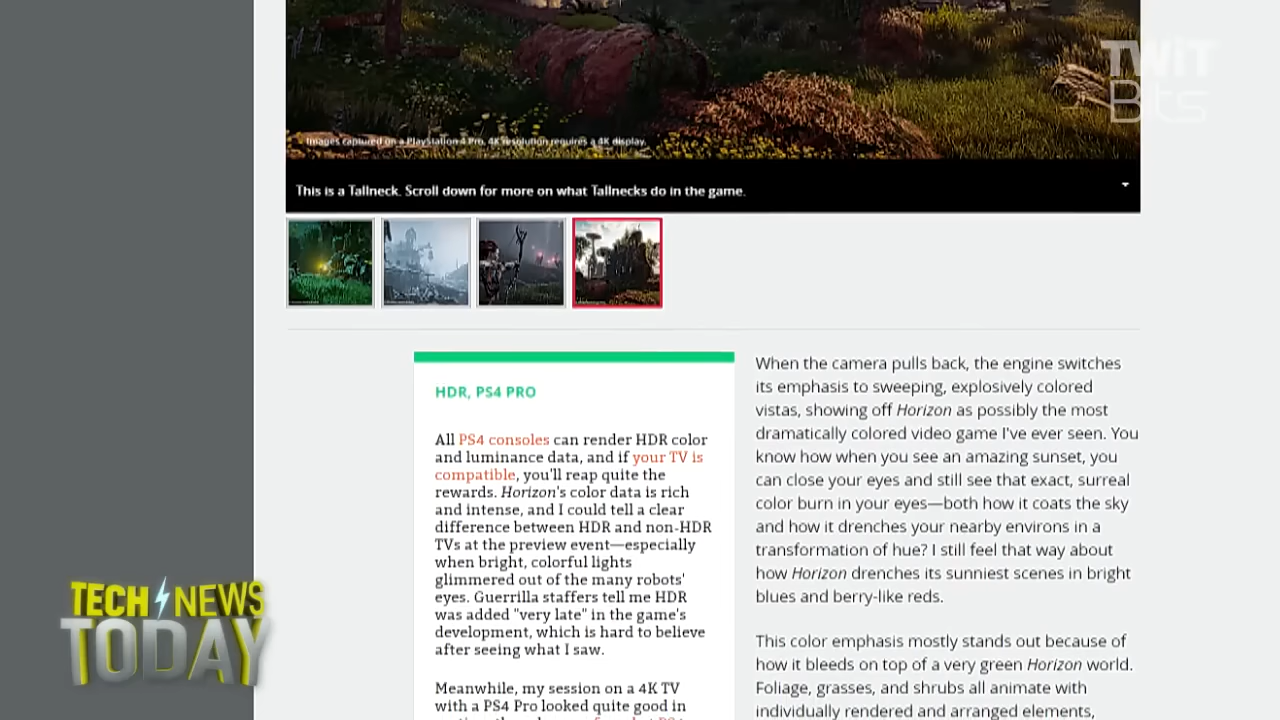 TWiT
Bits
Images captured on a PlayStation 4 Pro. 4K resolution requires a 4K display.
This is a Tallneck. Scroll down for more on what Tallnecks do in the game.
HDR, PS4 PRO
All PS4 consoles can render HDR color
and luminance data, and if your TV is
compatible, you'll reap quite the
rewards. Horizon's color data is rich
and intense, and I could tell a clear
difference between HDR and non-HDR
TVs at the preview event—especially
when bright, colorful lights
glimmered out of the many robots'
eyes. Guerrilla staffers tell me HDR
was added "very late" in the game's
development, which is hard to believe
after seeing what I saw.
Meanwhile, my session on a 4K TV
with a PS4 Pro looked quite good in
When the camera pulls back, the engine switches
its emphasis to sweeping, explosively colored
vistas, showing off Horizon as possibly the most
dramatically colored video game I've ever seen. You
know how when you see an amazing sunset, you
can close your eyes and still see that exact, surreal
color burn in your eyes—both how it coats the sky
and how it drenches your nearby environs in a
transformation of hue? I still feel that way about
how Horizon drenches its sunniest scenes in bright
blues and berry-like reds.
This color emphasis mostly stands out because of
how it bleeds on top of a very green Horizon world.
Foliage, grasses, and shrubs all animate with
individually rendered and arranged elements,
TECH NEWS
TODAY